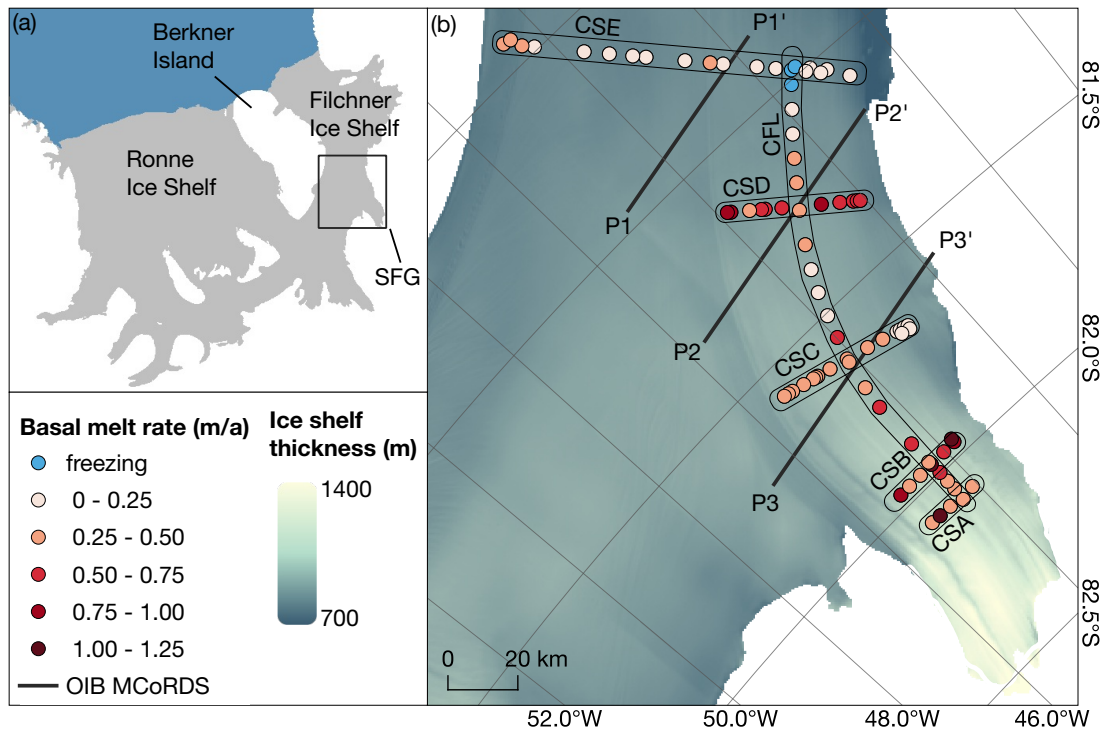 (a)
Berkner
Island
Filchner
Ice Shelf
Ronne
Ice Shelf
SFG
Basal melt rate (m/a)
freezing
0 - 0.25
0.25 - 0.50
0.50 - 0.75
0.75 - 1.00
1.00 - 1.25
OIB MCoRDS
Ice shelf
thickness (m)
1400
700
(b)
CSE
P1'
P2'
CFL
CSD
P1
P3'
P2
CSC
CSB
P3
CSA
0
20 km
81.5°S
82.0°S
82.5°S
52.0°W
50.0°W
48.0°W
46.0°W